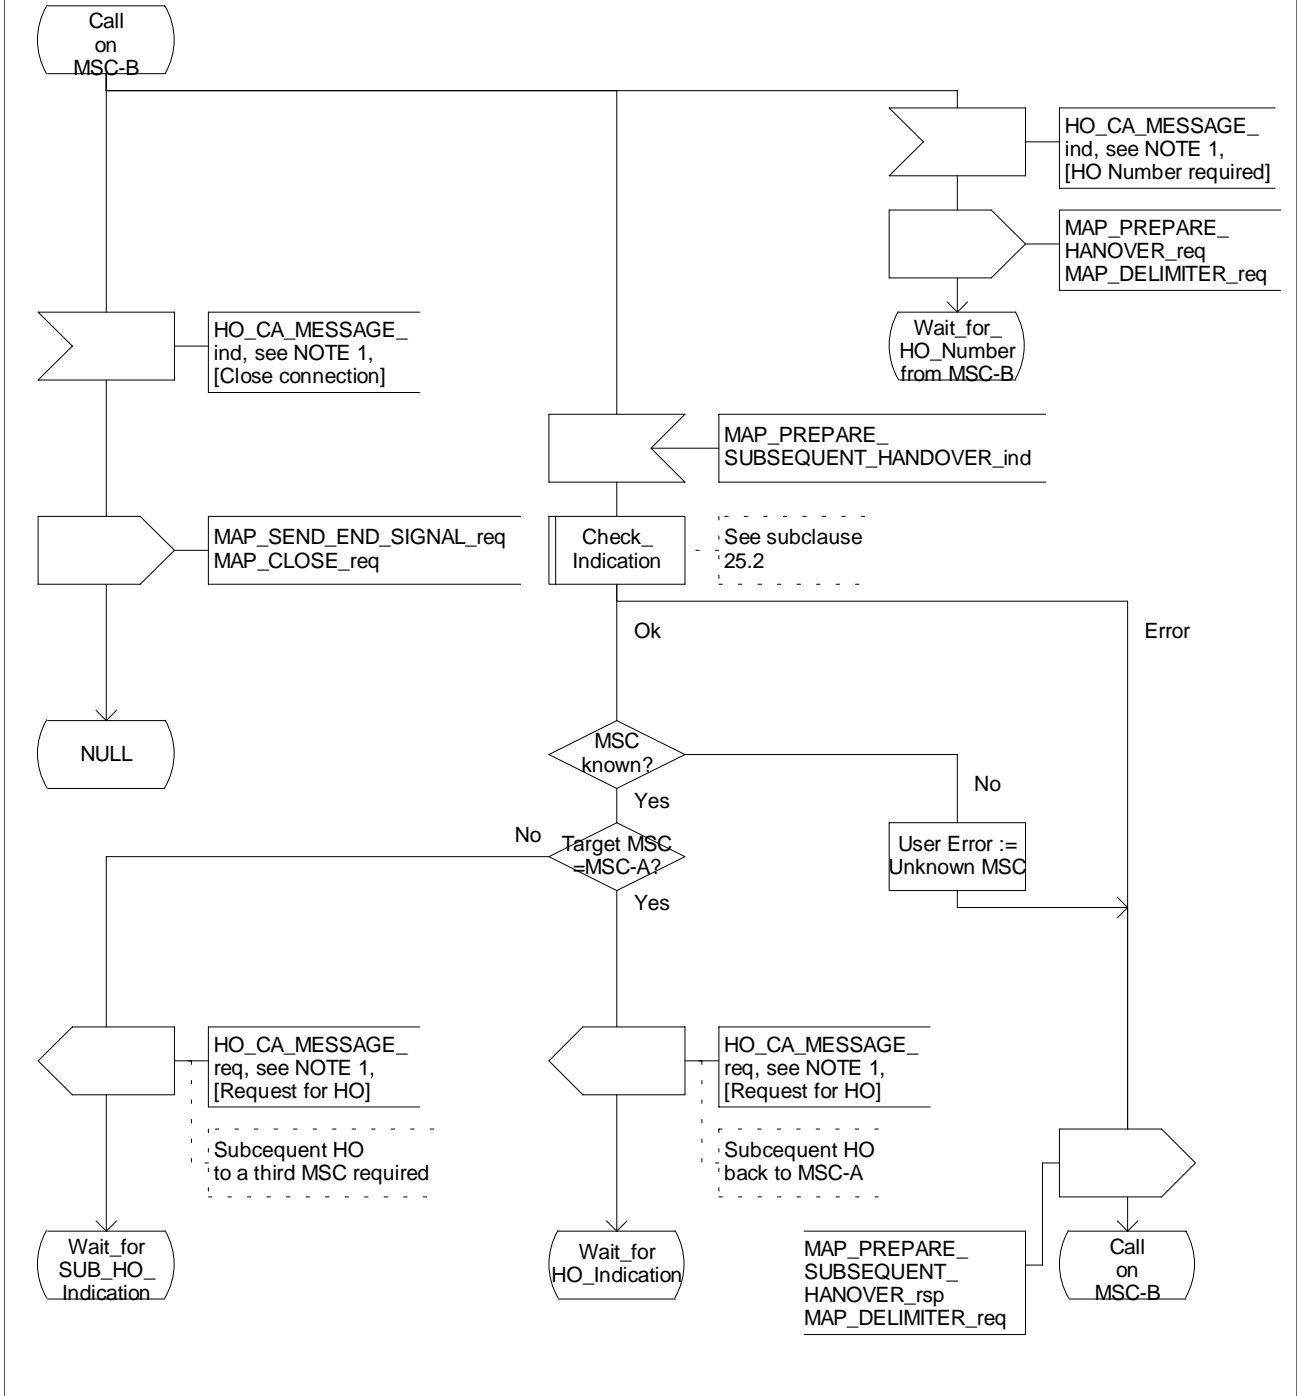 Call
on
MSC-B
HO_CA_MESSAGE_
ind, see NOTE 1,
[HO Number required]
MAP_PREPARE_
HANOVER_req
MAP_DELIMITER_req
HO_CA_MESSAGE_
ind, see NOTE 1,
[Close connection]
Wait_for_
HO_Number
from MSC-B
MAP_PREPARE_
SUBSEQUENT_HANDOVER_ind
MAP_SEND_END_SIGNAL_req
MAP_CLOSE_req
Check_
Indication
See subclause
25.2
Ok
Error
NULL
MSC
known?
No
Yes
No
Target MSC
=MSC-A?
User Error :=
Unknown MSC
Yes
HO_CA_MESSAGE_
req, see NOTE 1,
[Request for HO]
HO_CA_MESSAGE_
req, see NOTE 1,
[Request for HO]
Subcequent HO
to a third MSC required
Subcequent HO
back to MSC-A
Wait_for
SUB_HO_
Indication
Wait_for
HO_Indication
MAP_PREPARE_
SUBSEQUENT_
HANOVER_rsp
MAP_DELIMITER_req
Call
on
MSC-B